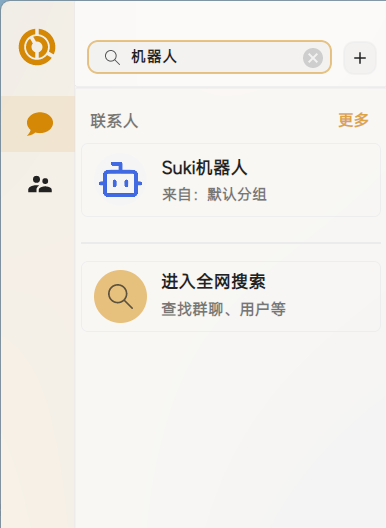 机器人
联系人
更多
Suki机器人
来自：默认分组
进入全网搜索
查找群聊、用户等